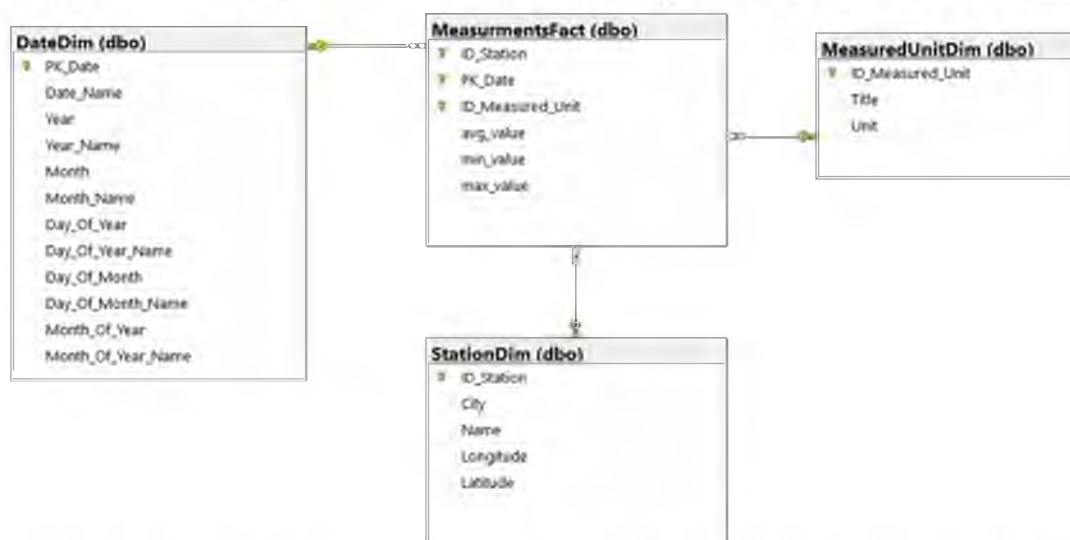 DateDim (dbo)
PK_Date
Date_Name
Year
Year_Name
Month
Month_Name
Day_Of_Year
Day_Of_Year_Name
Day_Of_Month
Day_Of_Month_Name
Month_Of_Year
Month_Of_Year_Name
MeasurmentsFact (dbo)
ID_Station
PK_Date
ID_Measured_Unit
avg_value
min_value
max_value
MeasuredUnitDim (dbo)
ID_Measured_Unit
Title
Unit
StationDim (dbo)
ID_Station
City
Name
Longitude
Latitude